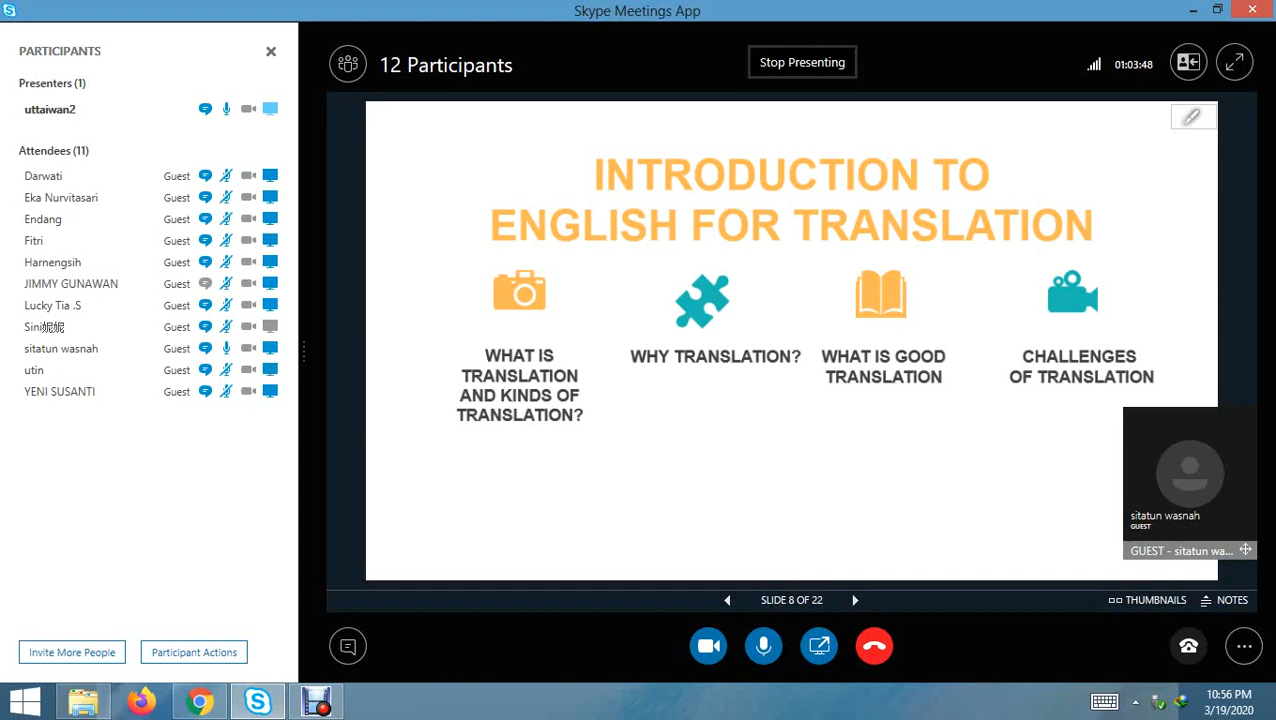 Skype Meetings App
PARTICIPANTS
Presenters (1)
uttaiwan2
Attendees (11)
Darwati Guest
Eka Nurvitasari Guest
Endang Guest
Fitri Guest
Harnengsih Guest
JIMMY GUNAWAN Guest
Lucky Tia .S Guest
Sini妮妮 Guest
sitatun wasnah Guest
utin Guest
YENI SUSANTI Guest
Invite More People
Participant Actions
12 Participants
Stop Presenting
01:03:48
INTRODUCTION TO
ENGLISH FOR TRANSLATION
WHAT IS
TRANSLATION
AND KINDS OF
TRANSLATION?
WHY TRANSLATION?
WHAT IS GOOD
TRANSLATION
CHALLENGES
OF TRANSLATION
sitatun wasnah
GUEST
GUEST - sitatun wa...
SLIDE 8 OF 22
THUMBNAILS
NOTES
10:56 PM
3/19/2020